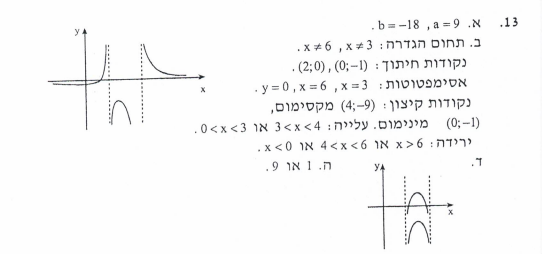 13. א. a = 9, b = −18.
ב. תחום הגדרה: x ≠ 3, x ≠ 6.
נקודות חיתוך: (0;−1), (2;0).
אסימפטוטות: x = 3, x = 6, y = 0.
נקודות קיצון: (4;−9) מקסימום,
(0;−1) מינימום. עלייה: 3 < x < 4 או 0 < x < 3.
ירידה: x > 6 או 4 < x < 6 או x < 0.
ד. ה. 1 או 9.
y
x
y
x